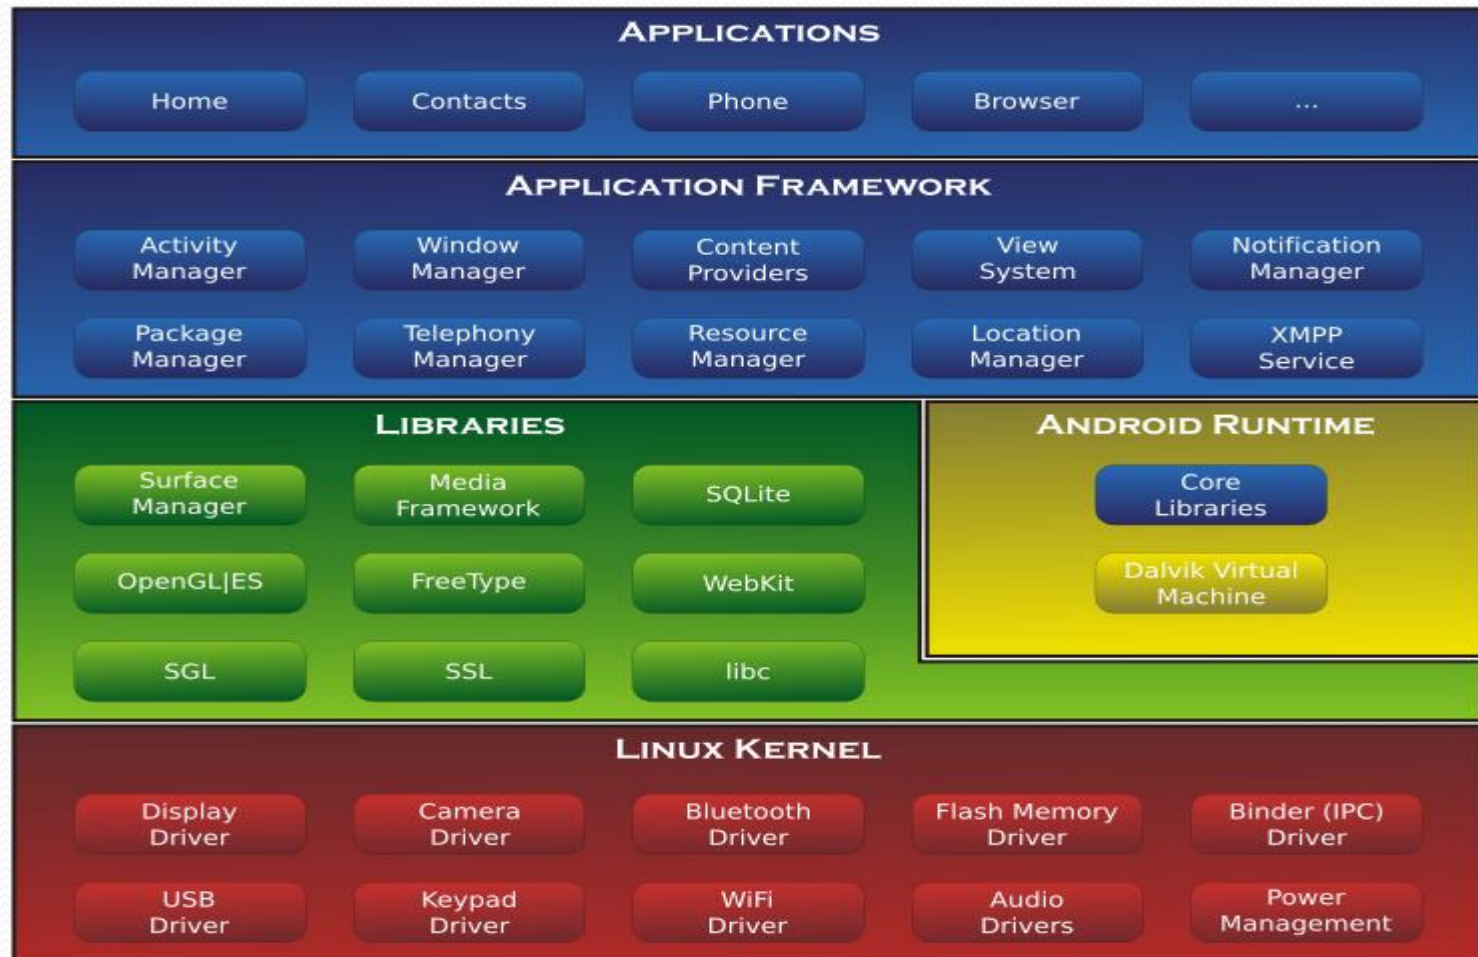 APPLICATIONS
Home
Contacts
Phone
Browser
...
APPLICATION FRAMEWORK
Activity
Manager
Window
Manager
Content
Providers
View
System
Notification
Manager
Package
Manager
Telephony
Manager
Resource
Manager
Location
Manager
XMPP
Service
LIBRARIES
Surface
Manager
Media
Framework
SQLite
OpenGL|ES
FreeType
WebKit
SGL
SSL
libc
ANDROID RUNTIME
Core
Libraries
Dalvik Virtual
Machine
LINUX KERNEL
Display
Driver
Camera
Driver
Bluetooth
Driver
Flash Memory
Driver
Binder (IPC)
Driver
USB
Driver
Keypad
Driver
WiFi
Driver
Audio
Drivers
Power
Management